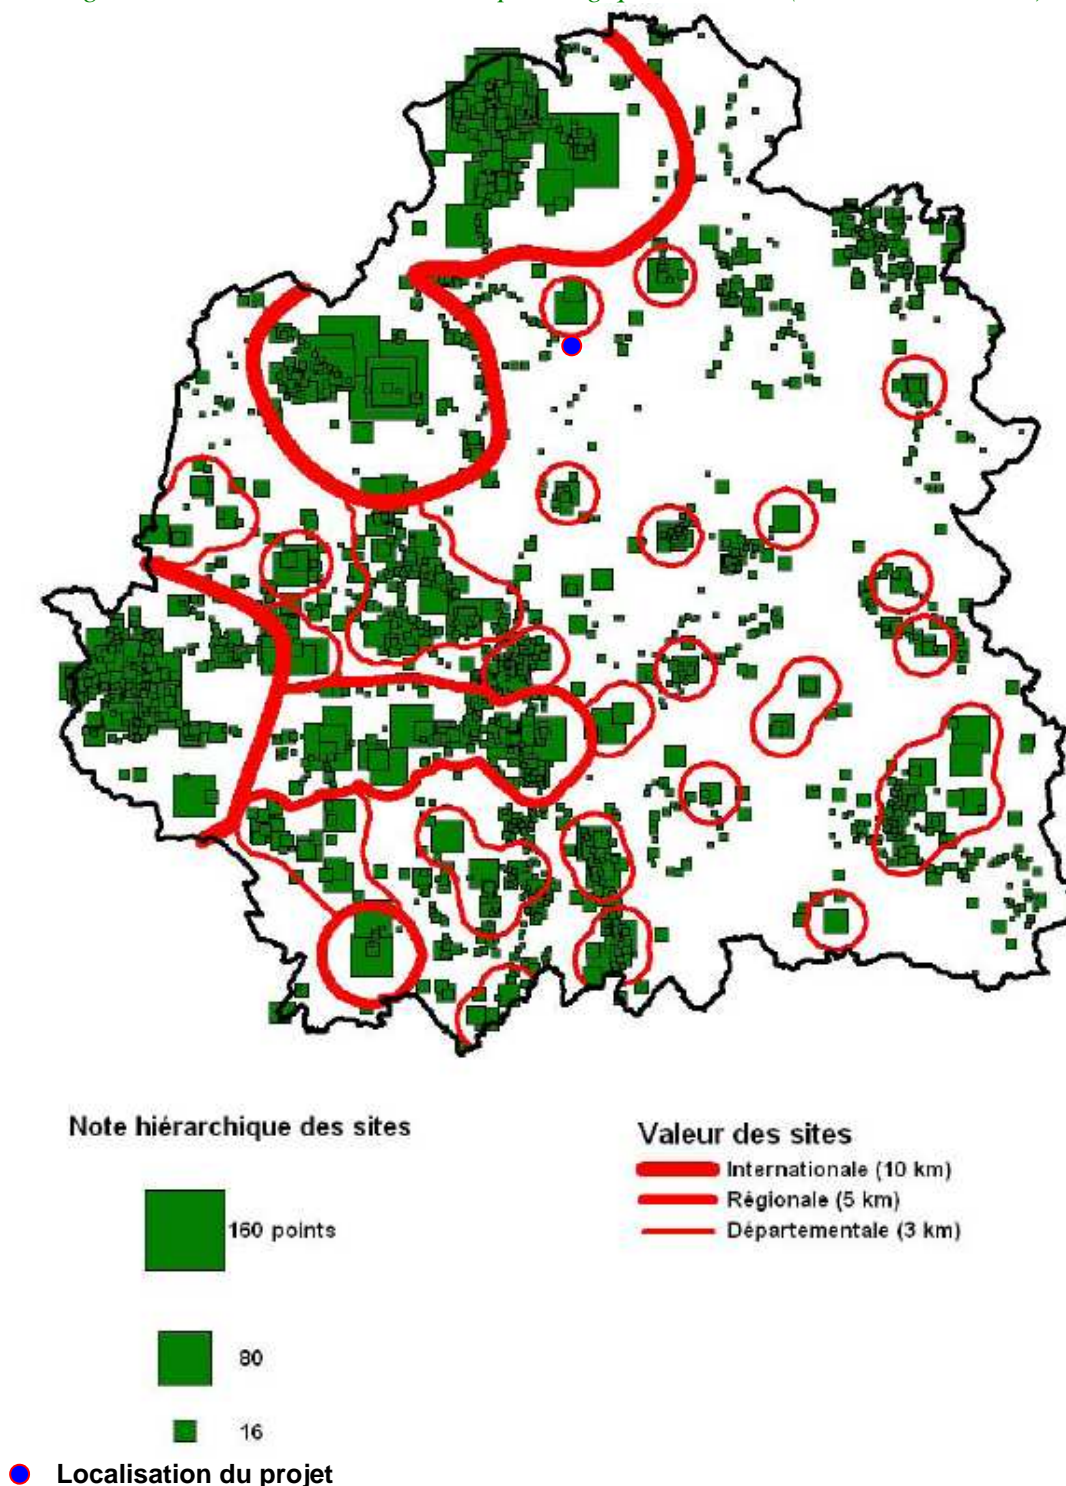 Note hiérarchique des sites
160 points
80
16
Valeur des sites
Internationale (10 km)
Régionale (5 km)
Départementale (3 km)
Localisation du projet